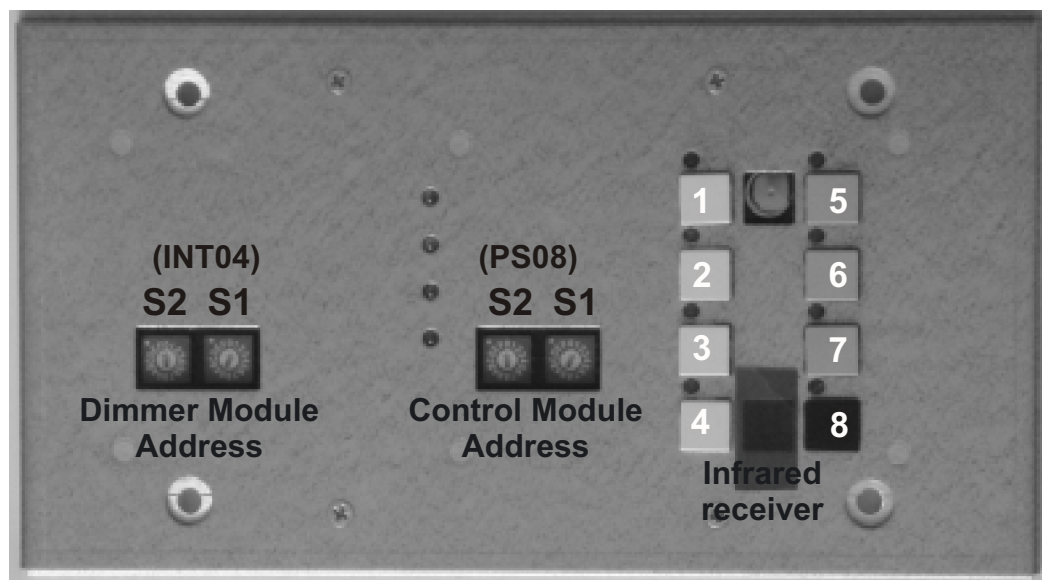 (INT04)
S2 S1
Dimmer Module
Address
(PS08)
S2 S1
Control Module
Address
1
2
3
4
5
6
7
8
Infrared
receiver